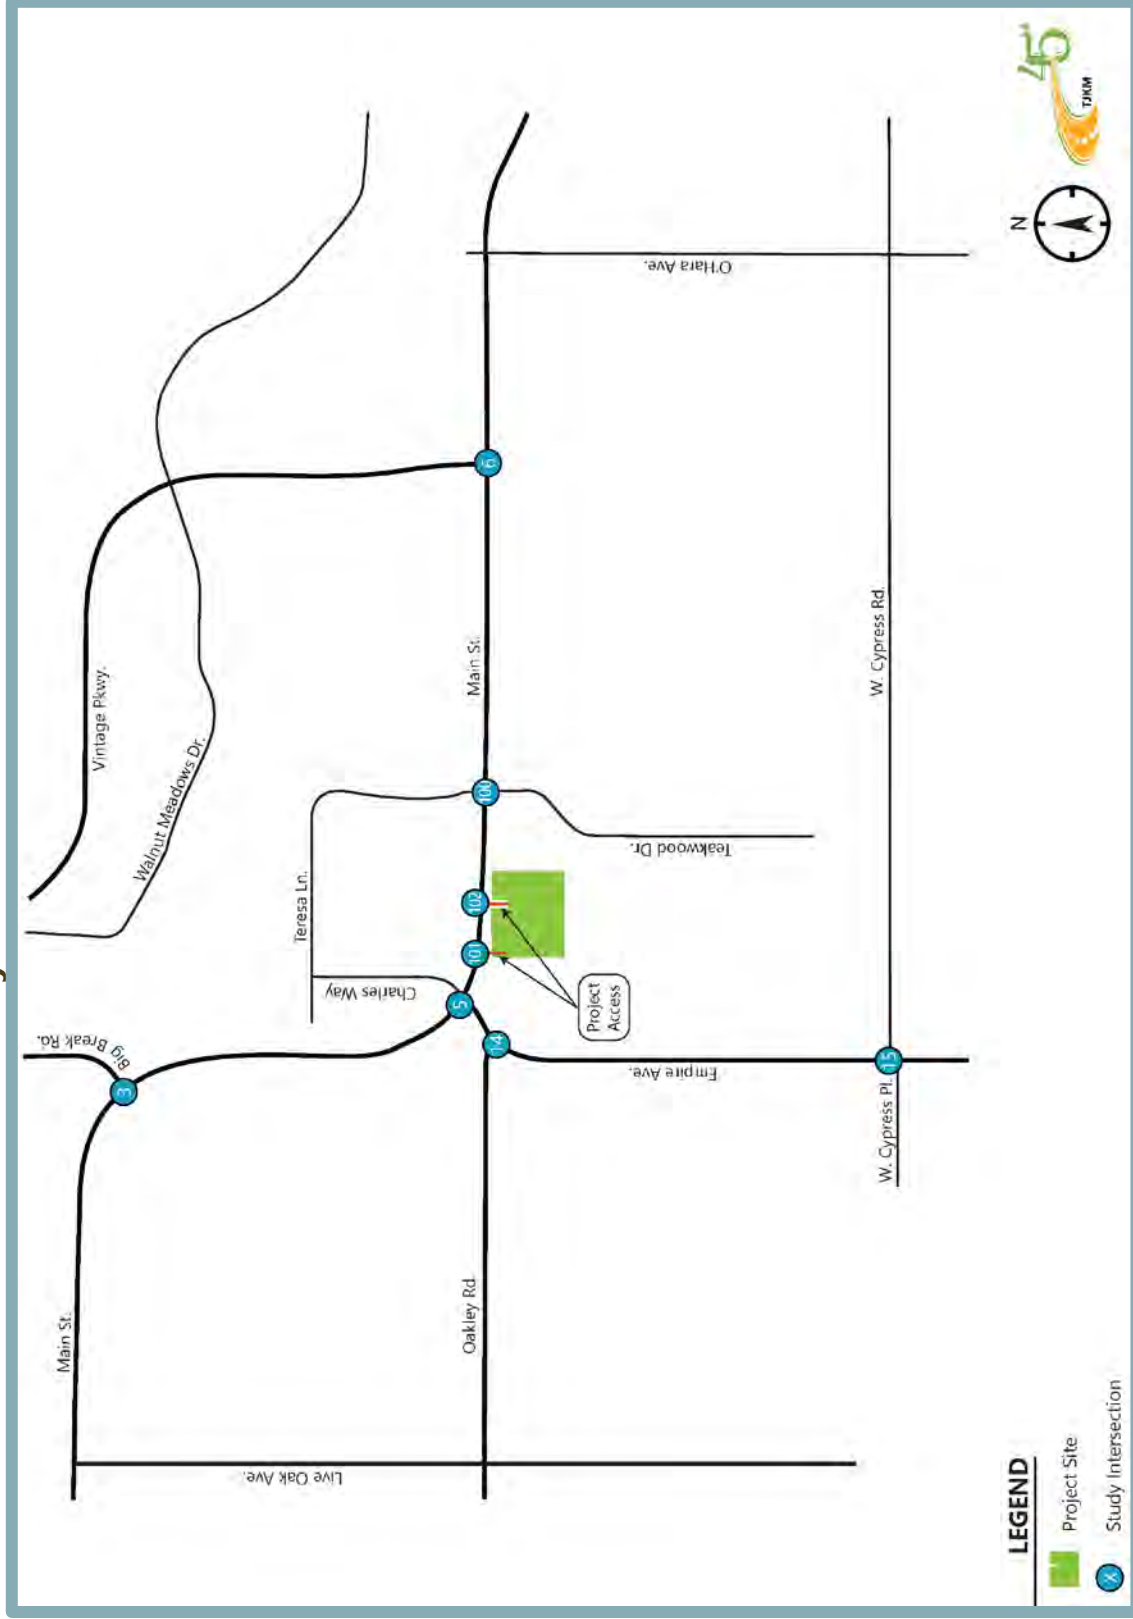 Main St.
Big Break Rd.
3
Vintage Pkwy.
Walnut Meadows Dr.
Live Oak Ave.
Teresa Ln.
Charles Way
Oakley Rd.
5
14
101
102
100
Main St.
6
Project
Access
Empire Ave.
Teakwood Dr.
O'Hara Ave.
W. Cypress Pl.
15
W. Cypress Rd.
LEGEND
Project Site
X
Study Intersection
N
45
TJKM